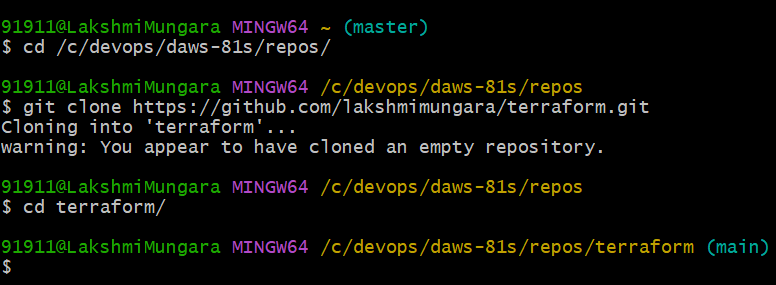 91911@LakshmiMungara MINGW64 ~ (master)
$ cd /c/devops/daws-81s/repos/
91911@LakshmiMungara MINGW64 /c/devops/daws-81s/repos
$ git clone https://github.com/lakshmimungara/terraform.git
Cloning into 'terraform'...
warning: You appear to have cloned an empty repository.
91911@LakshmiMungara MINGW64 /c/devops/daws-81s/repos
$ cd terraform/
91911@LakshmiMungara MINGW64 /c/devops/daws-81s/repos/terraform (main)
$